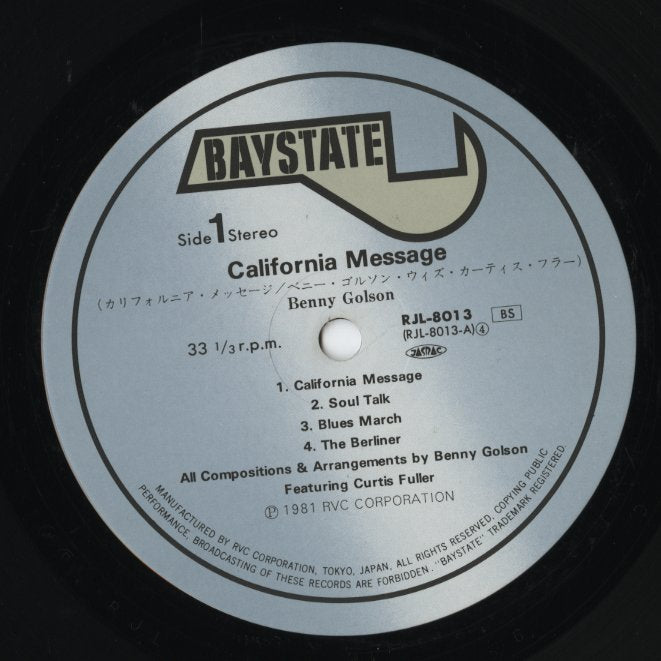 BAYSTATE
Side 1 Stereo
California Message
(カリフォルニア・メッセージ/ベニー・ゴルソン・ウィズ・カーティス・フラー)
Benny Golson
33 1/3 r.p.m.
RJL-8013 BS
(RJL-8013-A)④
JASRAC
1. California Message
2. Soul Talk
3. Blues March
4. The Berliner
All Compositions & Arrangements by Benny Golson
Featuring Curtis Fuller
Ⓟ 1981 RVC CORPORATION
MANUFACTURED BY RVC CORPORATION, TOKYO, JAPAN. ALL RIGHTS RESERVED. COPYING PUBLIC
PERFORMANCE, BROADCASTING OF THESE RECORDS ARE FORBIDDEN. "BAYSTATE" TRADEMARK REGISTERED.